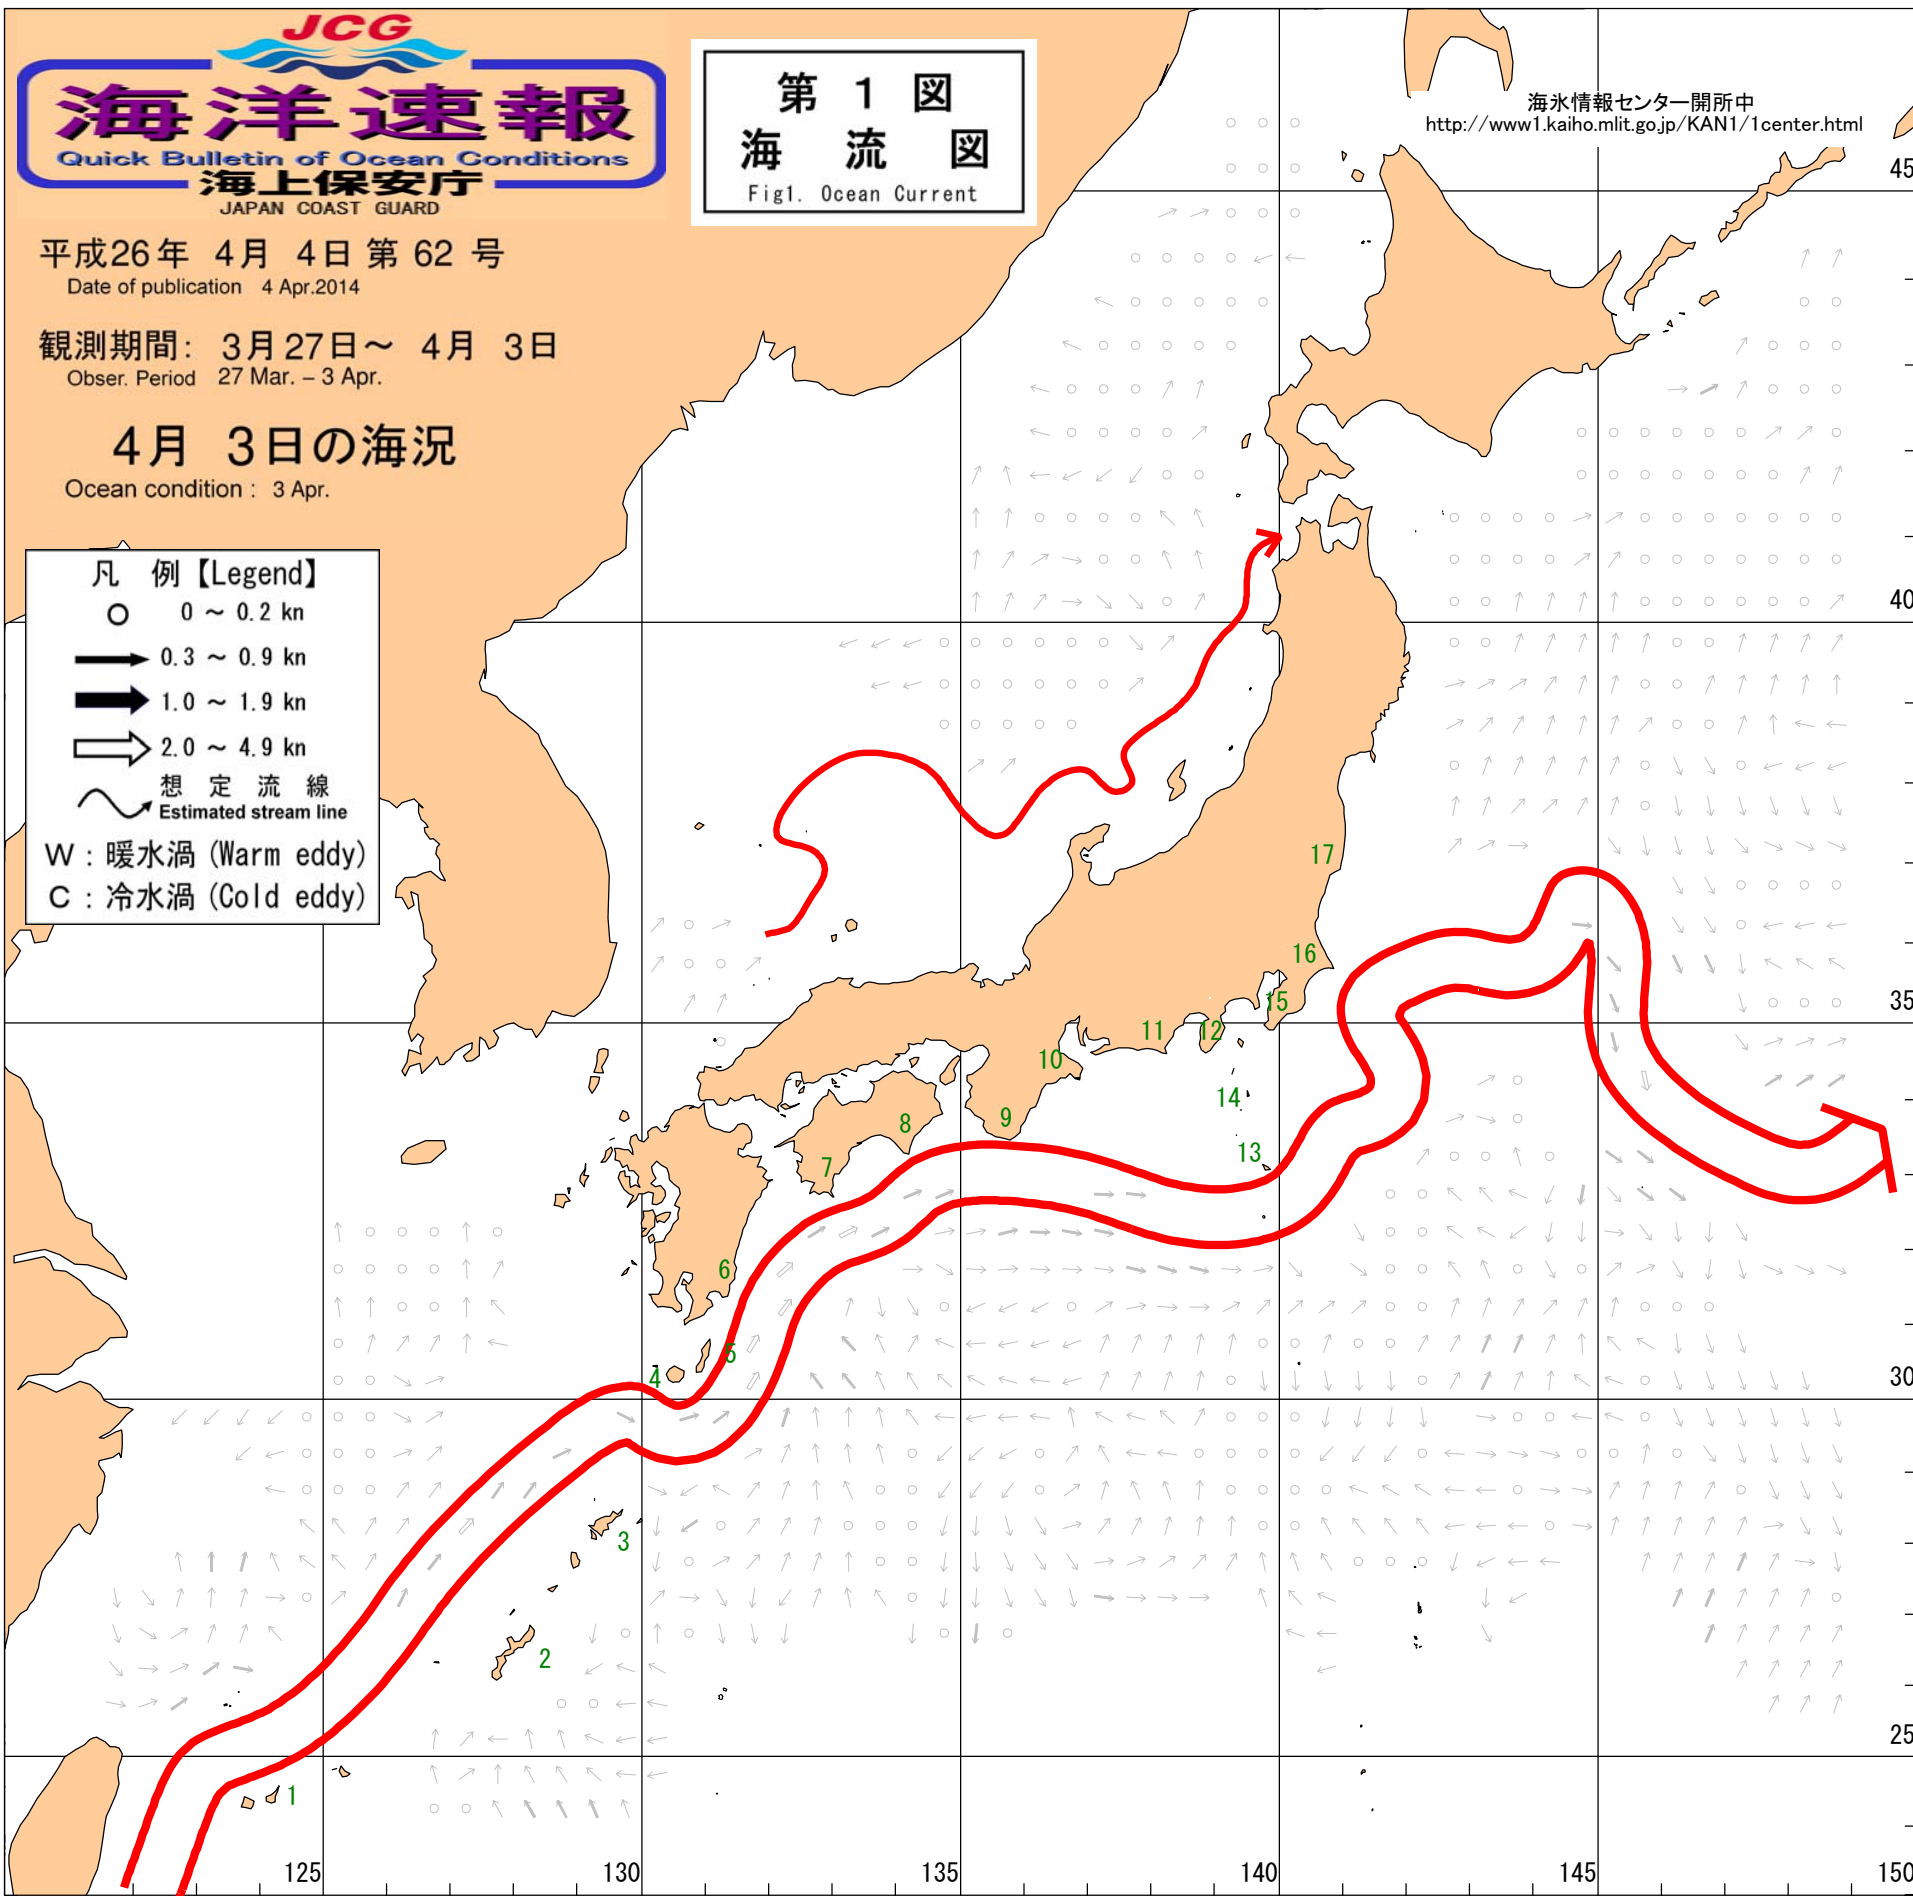 JCG
海洋速報
Quick Bulletin of Ocean Conditions
海上保安庁
JAPAN COAST GUARD
第 1 図
海 流 図
Fig1. Ocean Current
海氷情報センター開所中
http://www1.kaiho.mlit.go.jp/KAN1/1center.html
平成26年 4月 4日 第 62 号
Date of publication 4 Apr.2014
観測期間: 3月27日～ 4月 3日
Obser. Period 27 Mar. – 3 Apr.
4月 3日の海況
Ocean condition : 3 Apr.
凡 例【Legend】
0 ～ 0.2 kn
0.3 ～ 0.9 kn
1.0 ～ 1.9 kn
2.0 ～ 4.9 kn
想 定 流 線
Estimated stream line
W : 暖水渦 (Warm eddy)
C : 冷水渦 (Cold eddy)
45
40
17
16
35
15
12
11
10
14
9
8
13
7
6
5
4
30
3
2
25
1
125
130
135
140
145
150